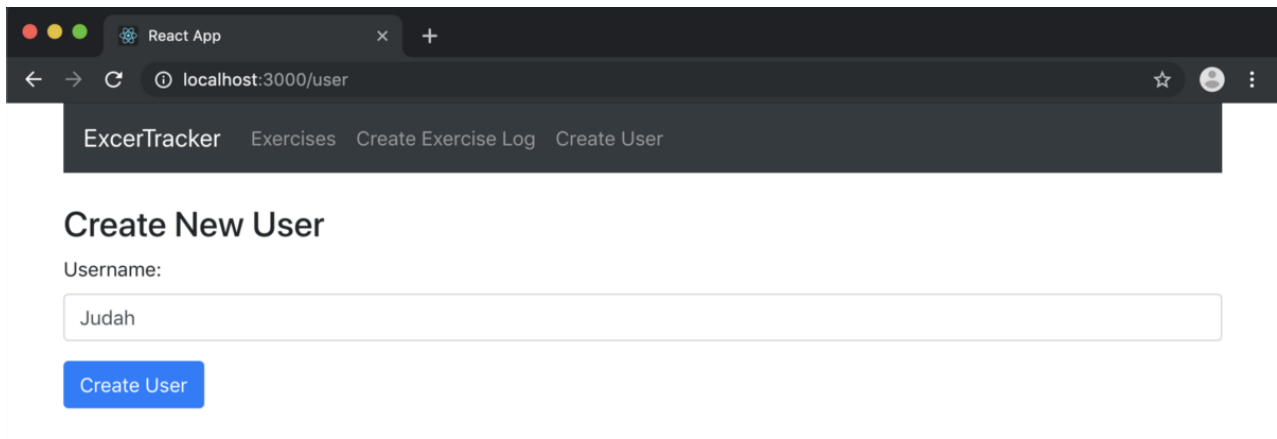 React App
localhost:3000/user
ExcerTracker Exercises Create Exercise Log Create User
Create New User
Username:
Judah
Create User